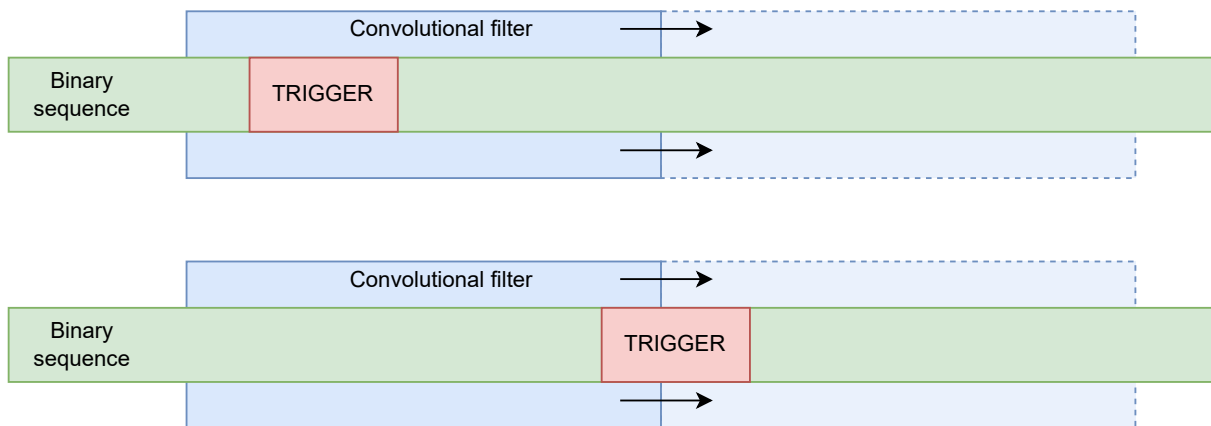 Convolutional filter
Binary
sequence
TRIGGER
Convolutional filter
Binary
sequence
TRIGGER